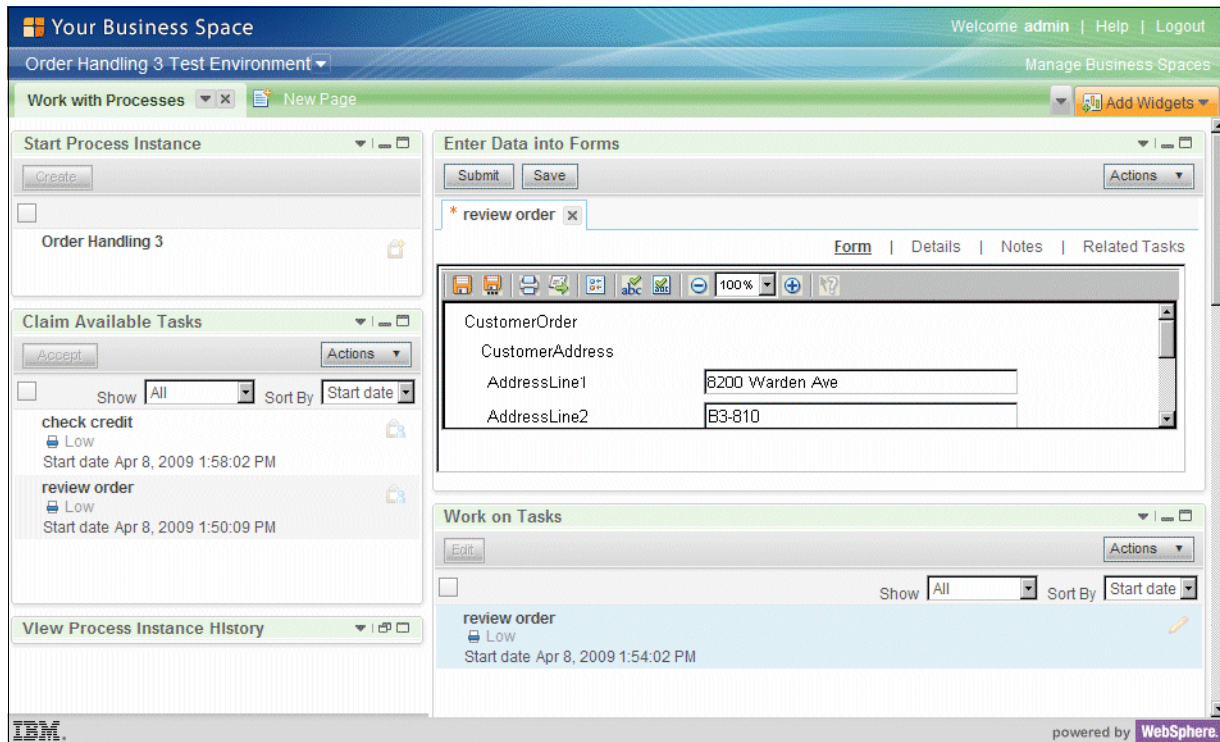 Your Business Space
Welcome admin | Help | Logout
Order Handling 3 Test Environment
Manage Business Spaces
Work with Processes
New Page
Add Widgets
Start Process Instance
Create
Order Handling 3
Claim Available Tasks
Accept
Actions
Show All Sort By Start date
check credit
Low
Start date Apr 8, 2009 1:58:02 PM
review order
Low
Start date Apr 8, 2009 1:50:09 PM
View Process Instance History
Enter Data into Forms
Submit Save Actions
* review order
Form | Details | Notes | Related Tasks
abc abc 100%
CustomerOrder
CustomerAddress
AddressLine1 8200 Warden Ave
AddressLine2 B3-810
Work on Tasks
Edit Actions
Show All Sort By Start date
review order
Low
Start date Apr 8, 2009 1:54:02 PM
IBM.
powered by WebSphere.